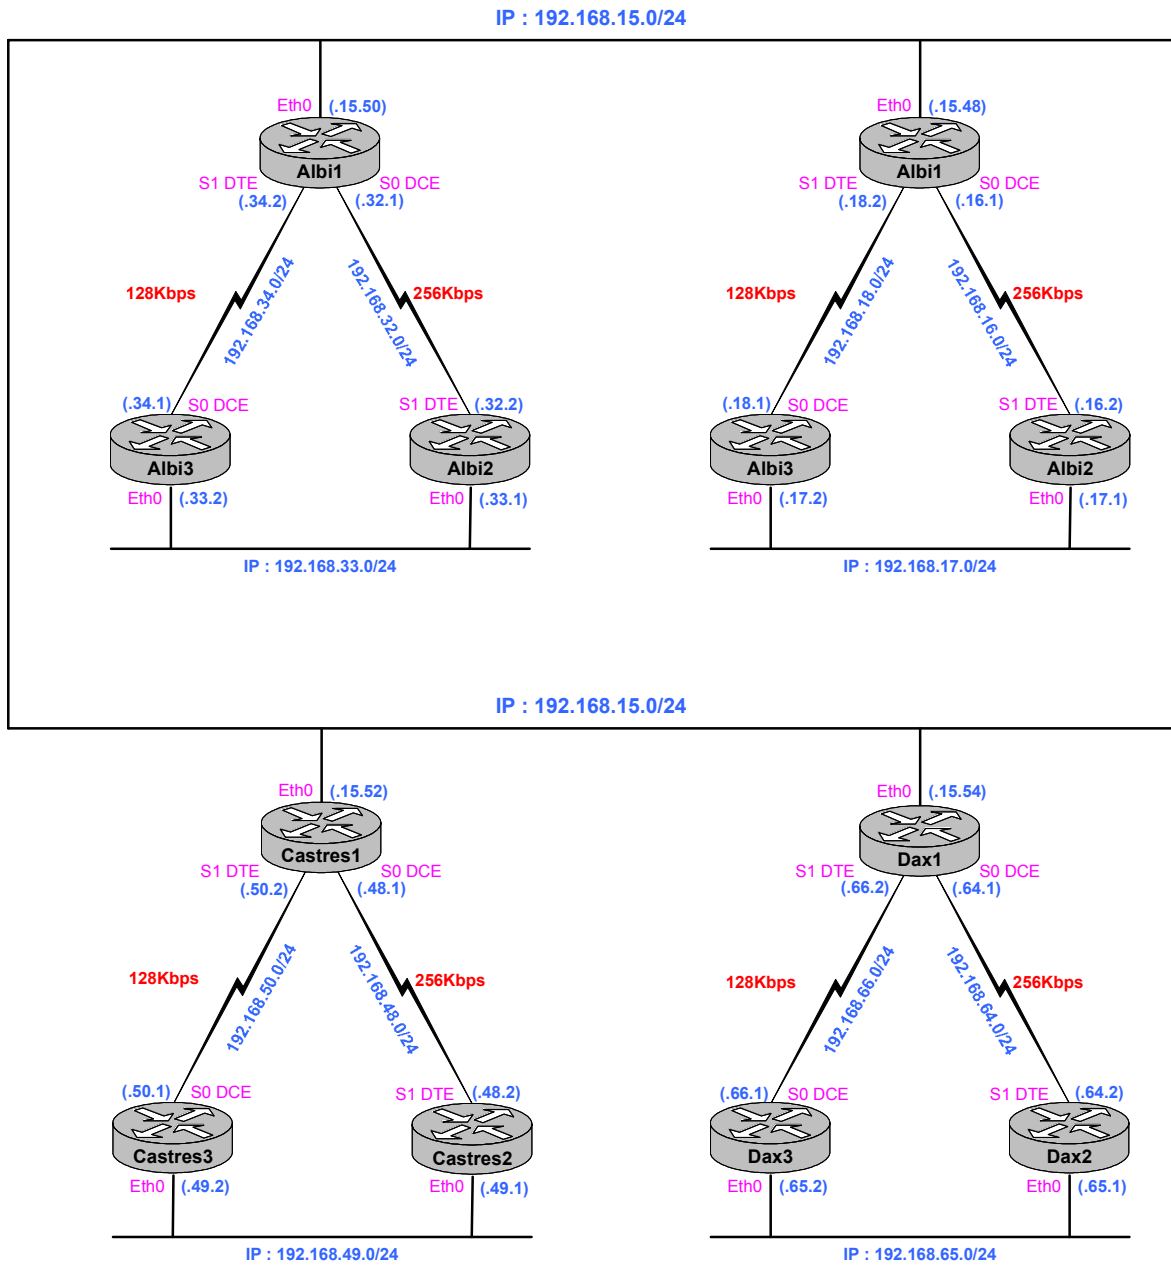 IP : 192.168.15.0/24
Eth0 (.15.50)
Albi1
S1 DTE
S0 DCE
(.34.2)
(.32.1)
128Kbps
192.168.34.0/24
192.168.32.0/24
256Kbps
(.34.1)
S0 DCE
S1 DTE
(.32.2)
Albi3
Albi2
Eth0 (.33.2)
Eth0 (.33.1)
IP : 192.168.33.0/24
Eth0 (.15.48)
Albi1
S1 DTE
S0 DCE
(.18.2)
(.16.1)
128Kbps
192.168.18.0/24
192.168.16.0/24
256Kbps
(.18.1)
S0 DCE
S1 DTE
(.16.2)
Albi3
Albi2
Eth0 (.17.2)
Eth0 (.17.1)
IP : 192.168.17.0/24
IP : 192.168.15.0/24
Eth0 (.15.52)
Castres1
S1 DTE
S0 DCE
(.50.2)
(.48.1)
128Kbps
192.168.50.0/24
192.168.48.0/24
256Kbps
(.50.1)
S0 DCE
S1 DTE
(.48.2)
Castres3
Castres2
Eth0 (.49.2)
Eth0 (.49.1)
IP : 192.168.49.0/24
Eth0 (.15.54)
Dax1
S1 DTE
S0 DCE
(.66.2)
(.64.1)
128Kbps
192.168.66.0/24
192.168.64.0/24
256Kbps
(.66.1)
S0 DCE
S1 DTE
(.64.2)
Dax3
Dax2
Eth0 (.65.2)
Eth0 (.65.1)
IP : 192.168.65.0/24